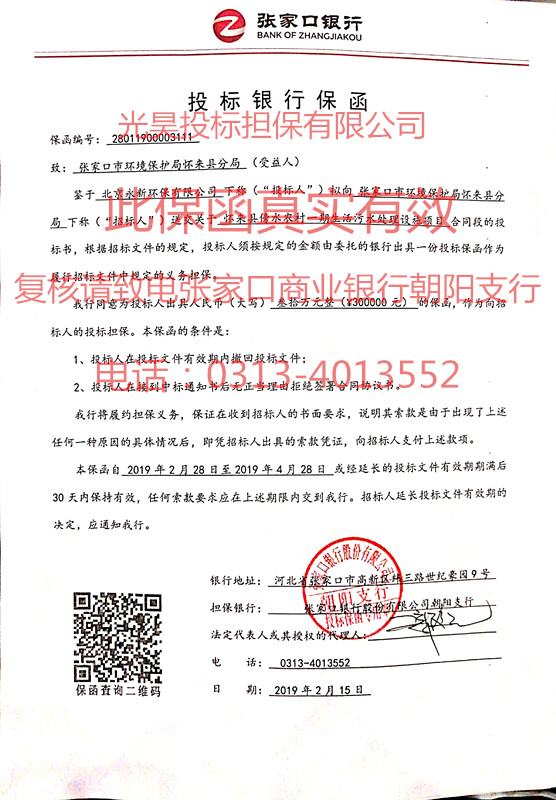 张家口银行
BANK OF ZHANGJIAKOU
投标银行保函
光昊投标担保有限公司
保函编号：28011900003111
致：张家口市环境保护局怀来县分局（受益人）
鉴于 北京永新环保有限公司 下称（“投标人”）拟向 张家口市环境保护局怀来县分
此保函真实有效
局 下称（“招标人”）递交关于 怀来县傍水农村一期生活污水处理设施项目 合同段的投
标书，根据招标文件的规定，投标人须按规定的金额由委托的银行出具一份投标保函作为
履行招标文件中规定的义务担保。
复核请致电张家口商业银行朝阳支行
我行同意为投标人出具人民币（大写）叁拾万元整（¥300000 元）的保函，作为向招
标人的投标担保。本保函的条件是：
1、投标人在投标文件有效期内撤回投标文件；
电话：0313-4013552
2、投标人在接到中标通知书后无正当理由拒绝签署合同协议书。
我行将履约担保义务，保证在收到招标人的书面要求，说明其索款是由于出现了上述
任何一种原因的具体情况后，即凭招标人出具的索款凭证，向招标人支付上述款项。
本保函自 2019 年 2 月 28 日至 2019 年 4 月 28 日 或经延长的投标文件有效期期满后
30 天内保持有效，任何索款要求应在上述期限内交到我行。招标人延长投标文件有效期的
决定，应通知我行。
银行地址：河北省张家口市高新区纬三路世纪豪园 9 号
担保银行：张家口银行股份有限公司朝阳支行
法定代表人或其授权的代理人：
电 话：0313-4013552
日 期：2019 年 2 月 15 日
保函查询二维码
张家口银行股份有限公司
朝阳支行
投标保函专用章